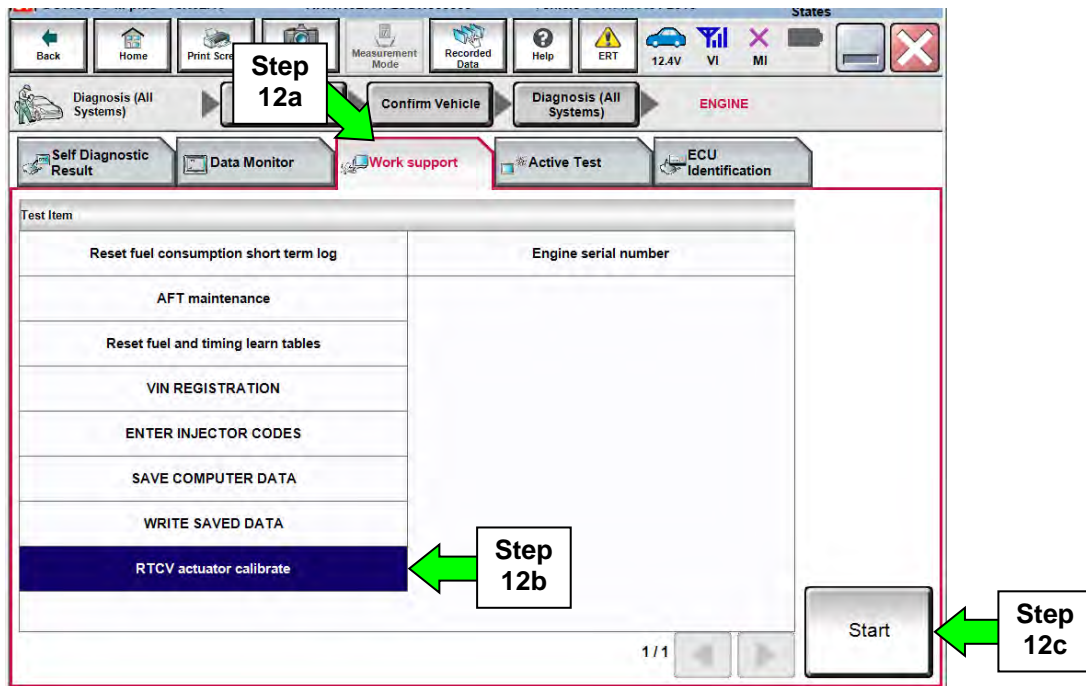 States
Back
Home
Print Scre
Measurement
Mode
Recorded
Data
Help
ERT
12.4V
VI
MI
Step
12a
Diagnosis (All
Systems)
Confirm Vehicle
Diagnosis (All
Systems)
ENGINE
Self Diagnostic
Result
Data Monitor
Work support
Active Test
ECU
Identification
Test Item
Reset fuel consumption short term log
Engine serial number
AFT maintenance
Reset fuel and timing learn tables
VIN REGISTRATION
ENTER INJECTOR CODES
SAVE COMPUTER DATA
WRITE SAVED DATA
RTCV actuator calibrate
Step
12b
Start
Step
12c
1/1